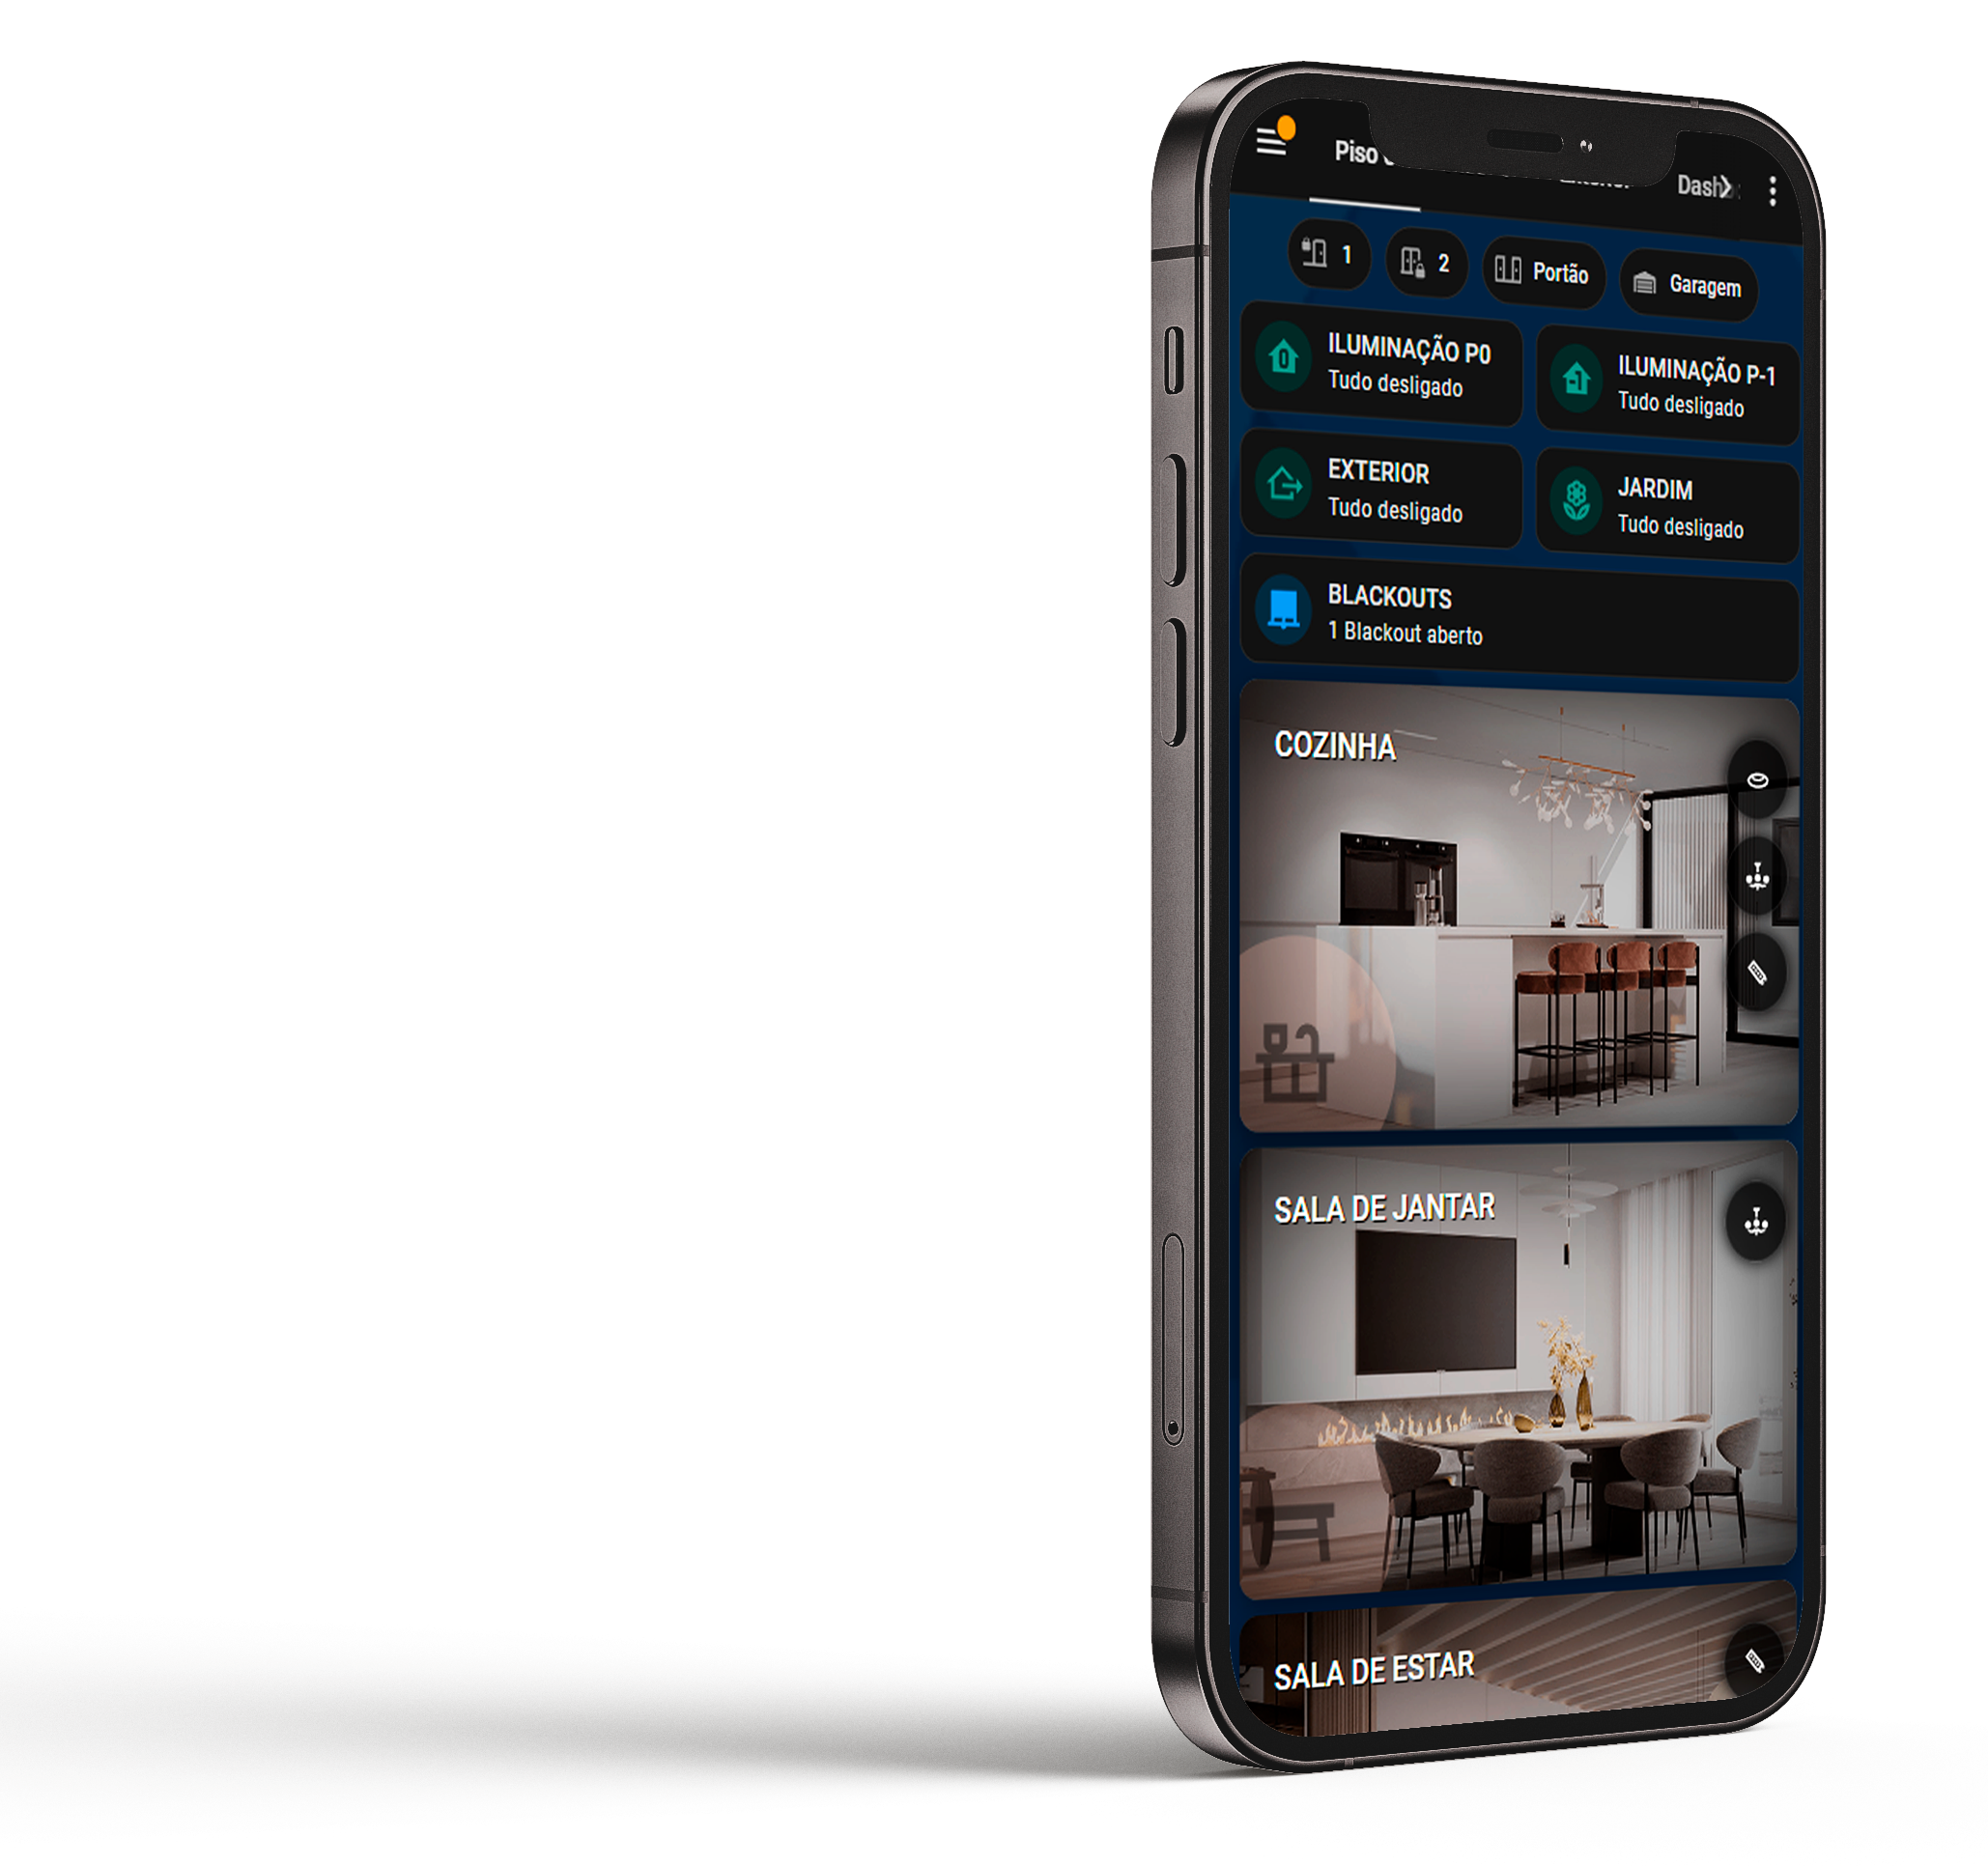 Piso
1
2
Portão
Garagem
ILUMINAÇÃO P0
Tudo desligado
ILUMINAÇÃO P-1
Tudo desligado
EXTERIOR
Tudo desligado
JARDIM
Tudo desligado
BLACKOUTS
1 Blackout aberto
COZINHA
SALA DE JANTAR
SALA DE ESTAR